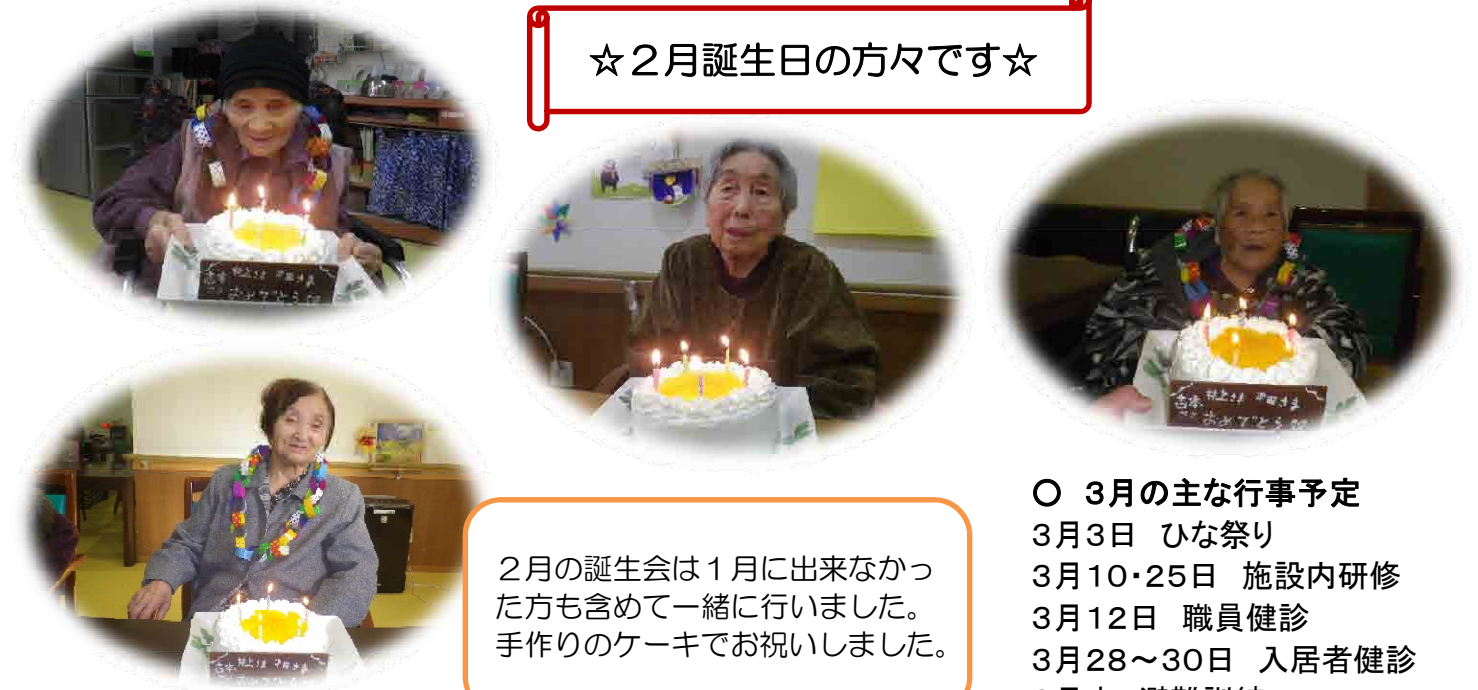 ☆２月誕生日の方々です☆
２月の誕生会は１月に出来なかっ
た方も含めて一緒に行いました。
手作りのケーキでお祝いしました。
〇 3月の主な行事予定
3月3日 ひな祭り
3月10・25日 施設内研修
3月12日 職員健診
3月28～30日 入居者健診